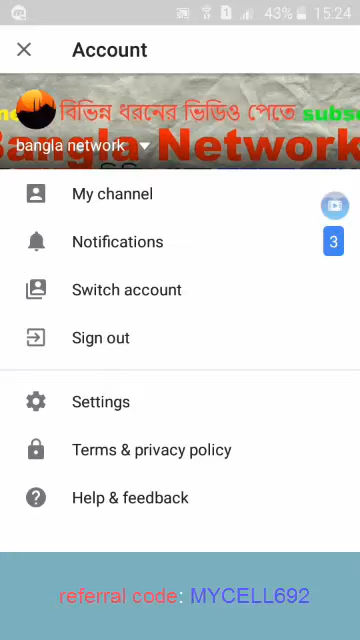 43% 15:24
Account
বিভিন্ন ধরনের ভিডিও পেতে subs
Bangla Network
bangla network
My channel
Notifications
3
Switch account
Sign out
Settings
Terms & privacy policy
Help & feedback
referral code: MYCELL692